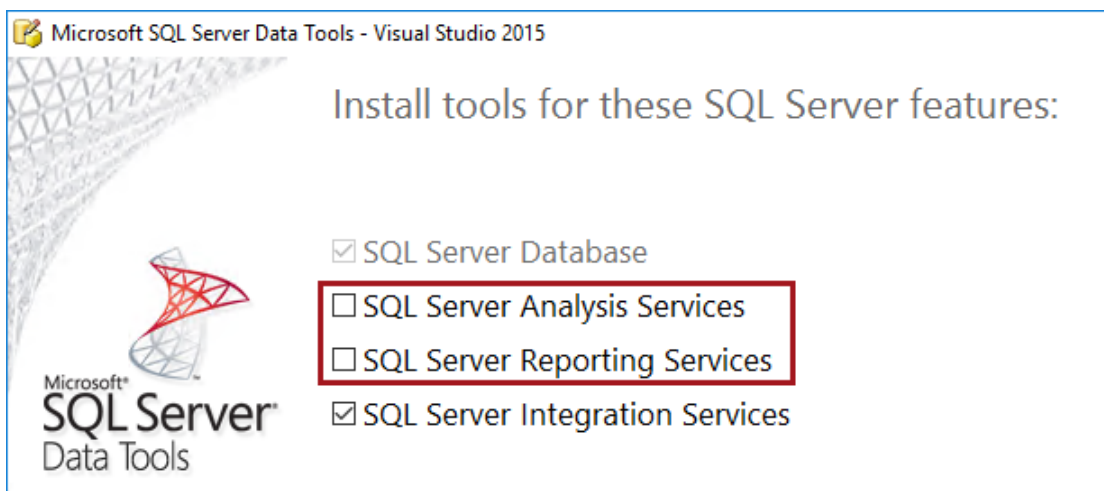 Microsoft SQL Server Data Tools - Visual Studio 2015
Install tools for these SQL Server features:
SQL Server Database
SQL Server Analysis Services
SQL Server Reporting Services
SQL Server Integration Services
Microsoft®
SQL Server®
Data Tools